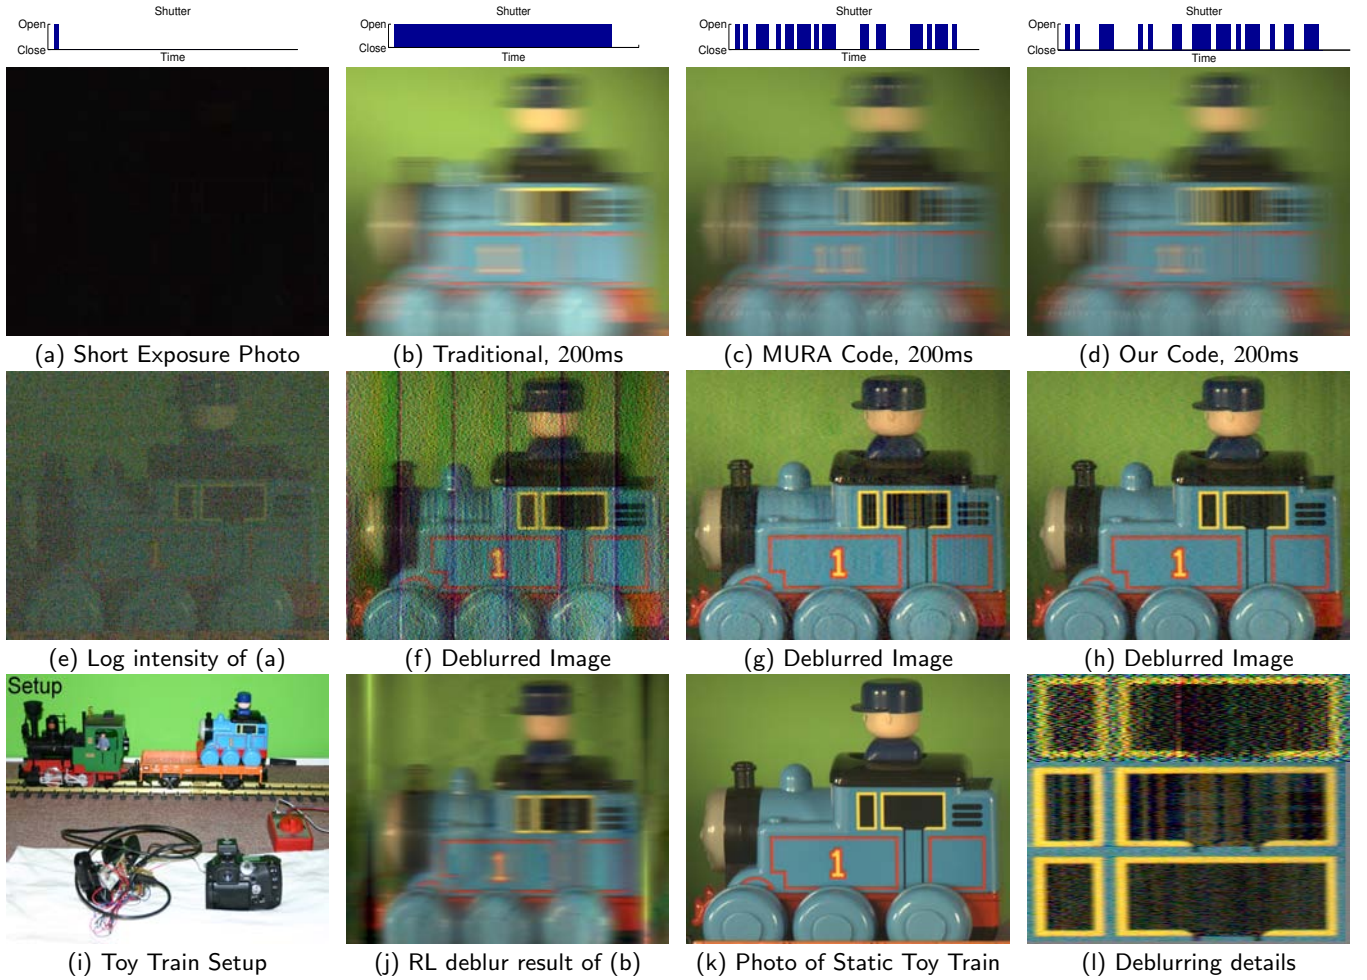 Shutter
Open
Close
Time
Shutter
Open
Close
Time
Shutter
Open
Close
Time
Shutter
Open
Close
Time
(a) Short Exposure Photo
(b) Traditional, 200ms
(c) MURA Code, 200ms
(d) Our Code, 200ms
1
1
1
1
(e) Log intensity of (a)
(f) Deblurred Image
(g) Deblurred Image
(h) Deblurred Image
Setup
1
1
(i) Toy Train Setup
(j) RL deblur result of (b)
(k) Photo of Static Toy Train
(l) Deblurring details